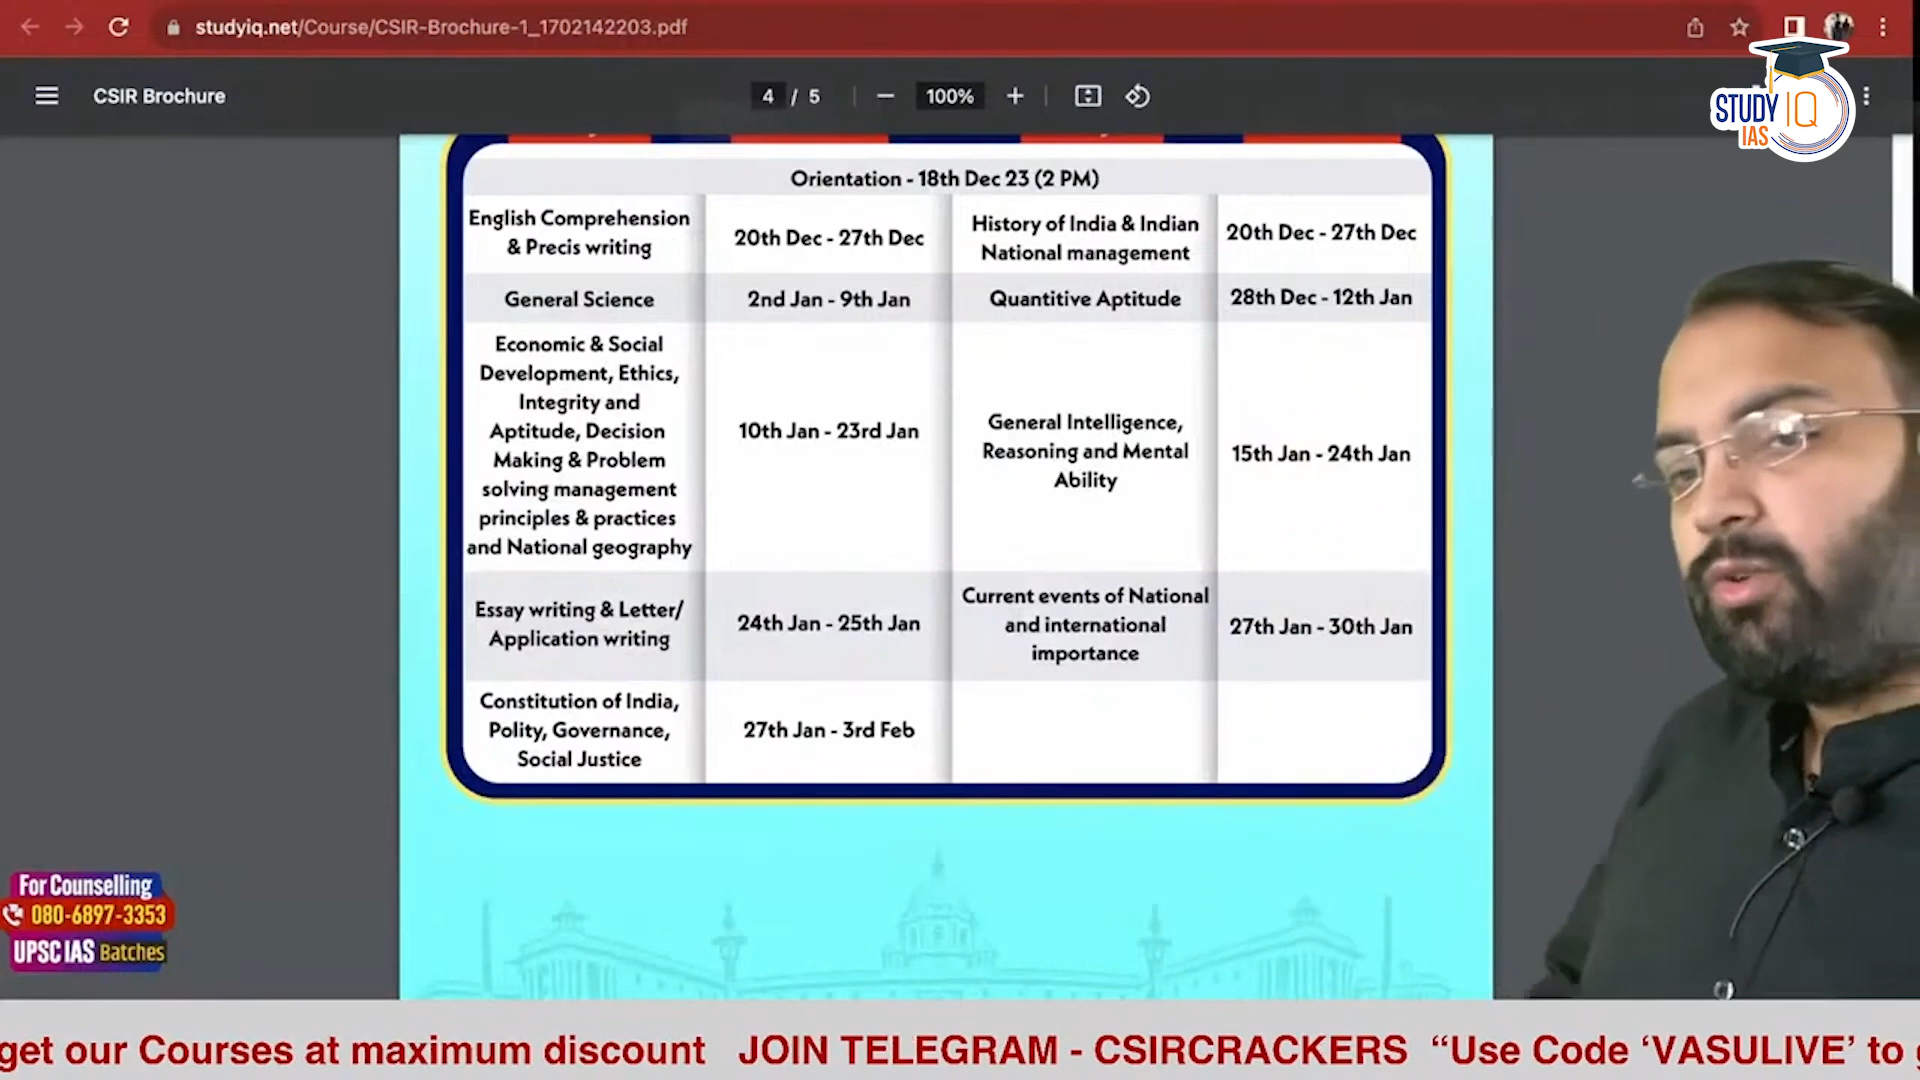 studyiq.net/Course/CSIR-Brochure-1_1702142203.pdf
CSIR Brochure
4 / 5
100%
STUDY IQ
IAS
Orientation - 18th Dec 23 (2 PM)
English Comprehension
& Precis writing
20th Dec - 27th Dec
History of India & Indian
National management
20th Dec - 27th Dec
General Science
2nd Jan - 9th Jan
Quantitive Aptitude
28th Dec - 12th Jan
Economic & Social
Development, Ethics,
Integrity and
Aptitude, Decision
Making & Problem
solving management
principles & practices
and National geography
10th Jan - 23rd Jan
General Intelligence,
Reasoning and Mental
Ability
15th Jan - 24th Jan
Essay writing & Letter/
Application writing
24th Jan - 25th Jan
Current events of National
and international
importance
27th Jan - 30th Jan
Constitution of India,
Polity, Governance,
Social Justice
27th Jan - 3rd Feb
For Counselling
080-6897-3353
UPSC IAS Batches
get our Courses at maximum discount JOIN TELEGRAM - CSIRCRACKERS “Use Code ‘VASULIVE’ to